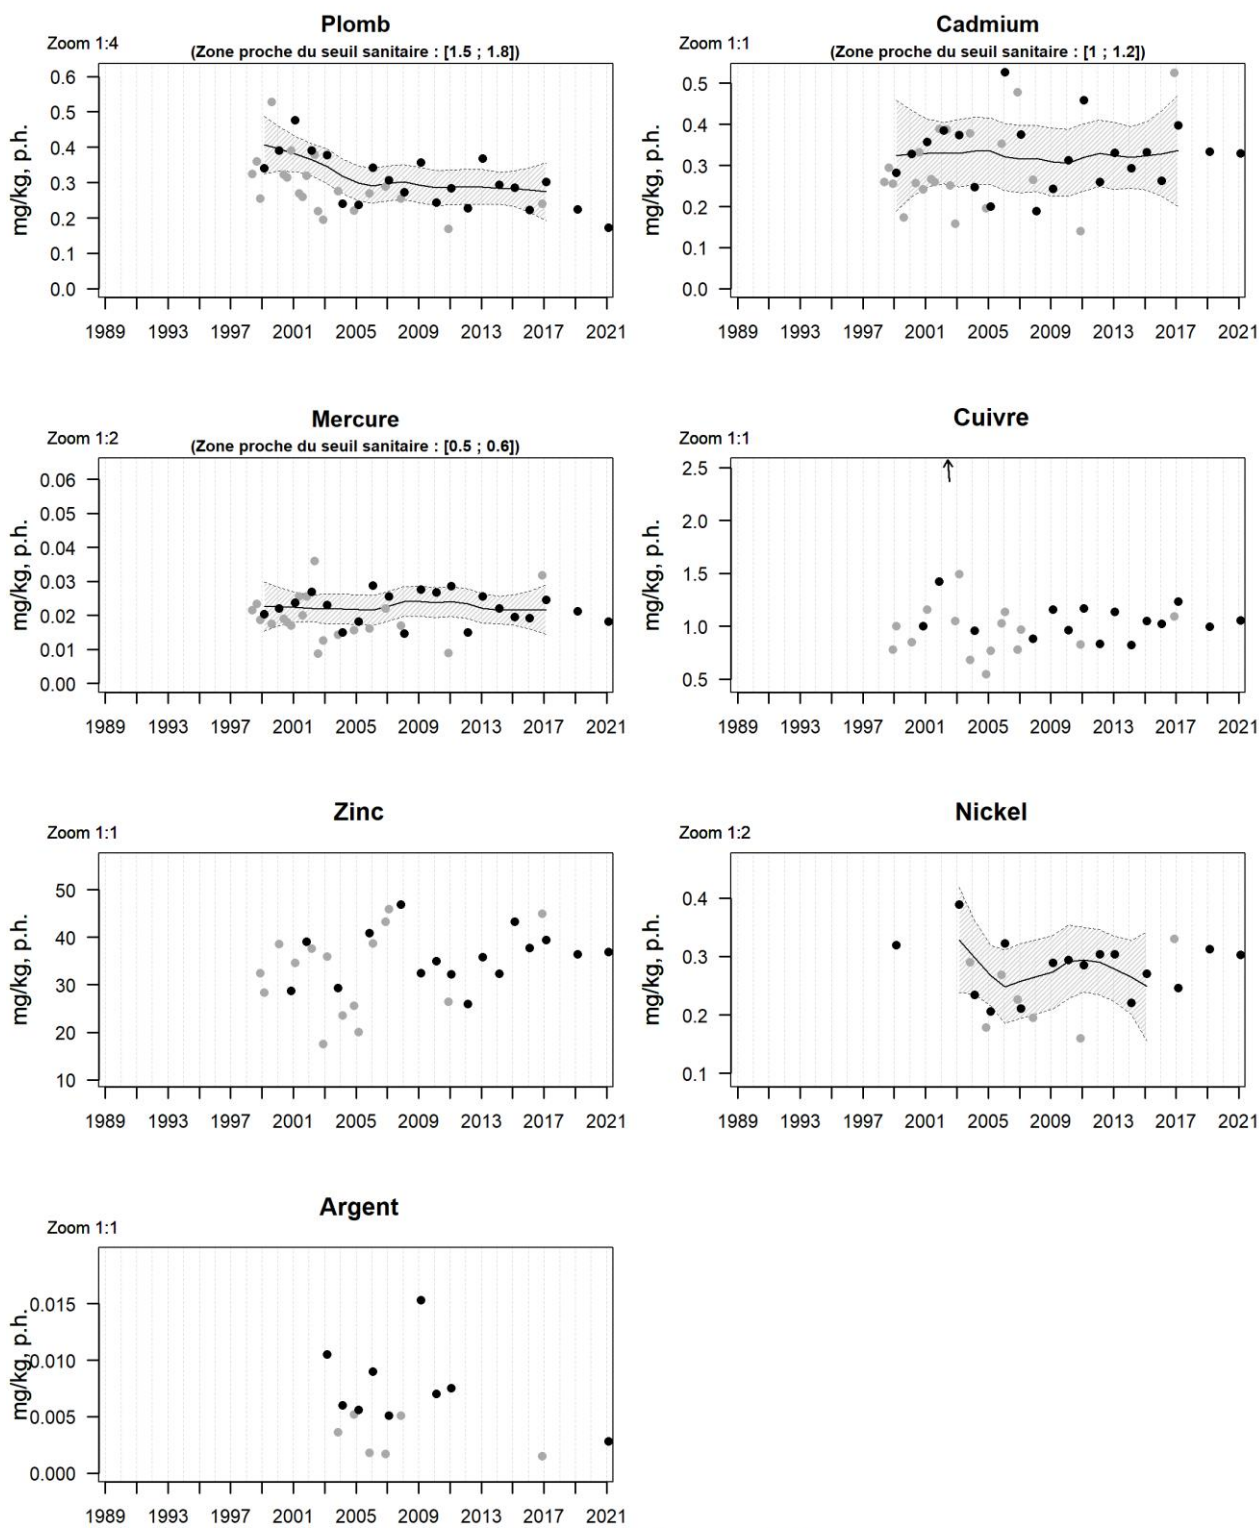 Plomb
Zoom 1:4
(Zone proche du seuil sanitaire : [1.5 ; 1.8])
mg/kg, p.h.
0.6
0.5
0.4
0.3
0.2
0.1
0.0
1989 1993 1997 2001 2005 2009 2013 2017 2021
Cadmium
Zoom 1:1
(Zone proche du seuil sanitaire : [1 ; 1.2])
mg/kg, p.h.
0.5
0.4
0.3
0.2
0.1
0.0
1989 1993 1997 2001 2005 2009 2013 2017 2021
Mercure
Zoom 1:2
(Zone proche du seuil sanitaire : [0.5 ; 0.6])
mg/kg, p.h.
0.06
0.05
0.04
0.03
0.02
0.01
0.00
1989 1993 1997 2001 2005 2009 2013 2017 2021
Cuivre
Zoom 1:1
mg/kg, p.h.
2.5
2.0
1.5
1.0
0.5
1989 1993 1997 2001 2005 2009 2013 2017 2021
Zinc
Zoom 1:1
mg/kg, p.h.
50
40
30
20
10
1989 1993 1997 2001 2005 2009 2013 2017 2021
Nickel
Zoom 1:2
mg/kg, p.h.
0.4
0.3
0.2
0.1
1989 1993 1997 2001 2005 2009 2013 2017 2021
Argent
Zoom 1:1
mg/kg, p.h.
0.015
0.010
0.005
0.000
1989 1993 1997 2001 2005 2009 2013 2017 2021